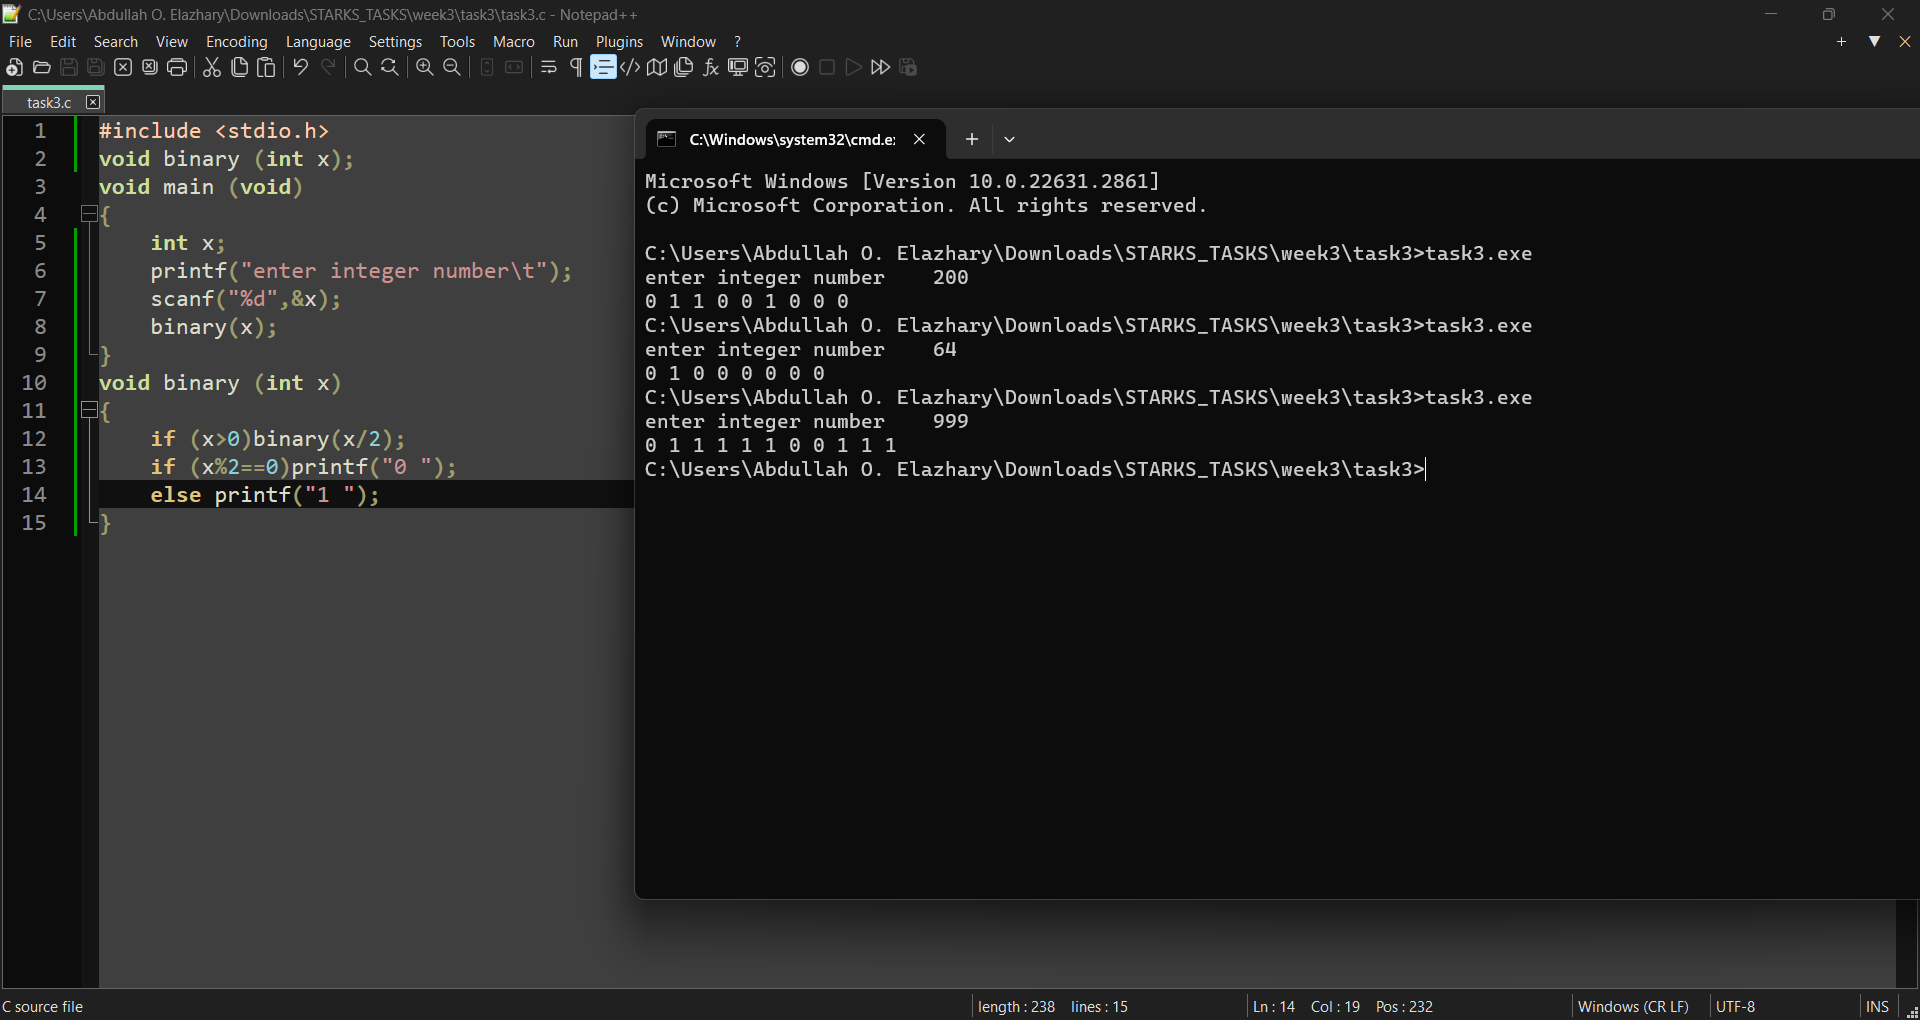 C:\Users\Abdullah O. Elazhary\Downloads\STARKS_TASKS\week3\task3\task3.c - Notepad++
File Edit Search View Encoding Language Settings Tools Macro Run Plugins Window ?
task3.c
1 #include <stdio.h>
2 void binary (int x);
3 void main (void)
4 {
5 int x;
6 printf("enter integer number\t");
7 scanf("%d",&x);
8 binary(x);
9 }
10 void binary (int x)
11 {
12 if (x>0)binary(x/2);
13 if (x%2==0)printf("0 ");
14 else printf("1 ");
15 }
C:\Windows\system32\cmd.e
Microsoft Windows [Version 10.0.22631.2861]
(c) Microsoft Corporation. All rights reserved.
C:\Users\Abdullah O. Elazhary\Downloads\STARKS_TASKS\week3\task3>task3.exe
enter integer number    200
0 1 1 0 0 1 0 0 0
C:\Users\Abdullah O. Elazhary\Downloads\STARKS_TASKS\week3\task3>task3.exe
enter integer number    64
0 1 0 0 0 0 0 0
C:\Users\Abdullah O. Elazhary\Downloads\STARKS_TASKS\week3\task3>task3.exe
enter integer number    999
0 1 1 1 1 1 0 0 1 1 1
C:\Users\Abdullah O. Elazhary\Downloads\STARKS_TASKS\week3\task3>
C source file length : 238 lines : 15 Ln : 14 Col : 19 Pos : 232 Windows (CR LF) UTF-8 INS